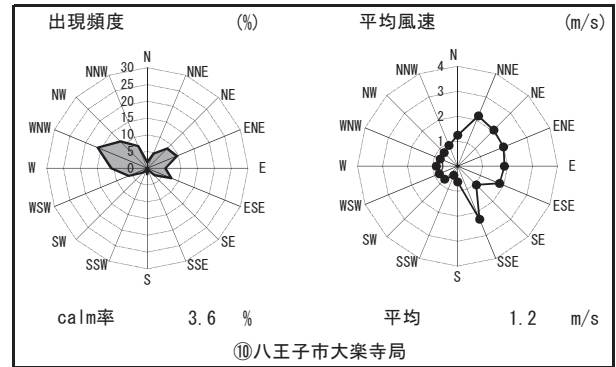 出現頻度 (%)
N
NNE
NE
ENE
E
ESE
SE
SSE
S
SSW
SW
WSW
W
WNW
NW
NNW
30
25
20
15
10
5
0
calm率 3.6 %
平均風速 (m/s)
N
NNE
NE
ENE
E
ESE
SE
SSE
S
SSW
SW
WSW
W
WNW
NW
NNW
4
3
2
1
0
平均 1.2 m/s
⑩八王子市大楽寺局